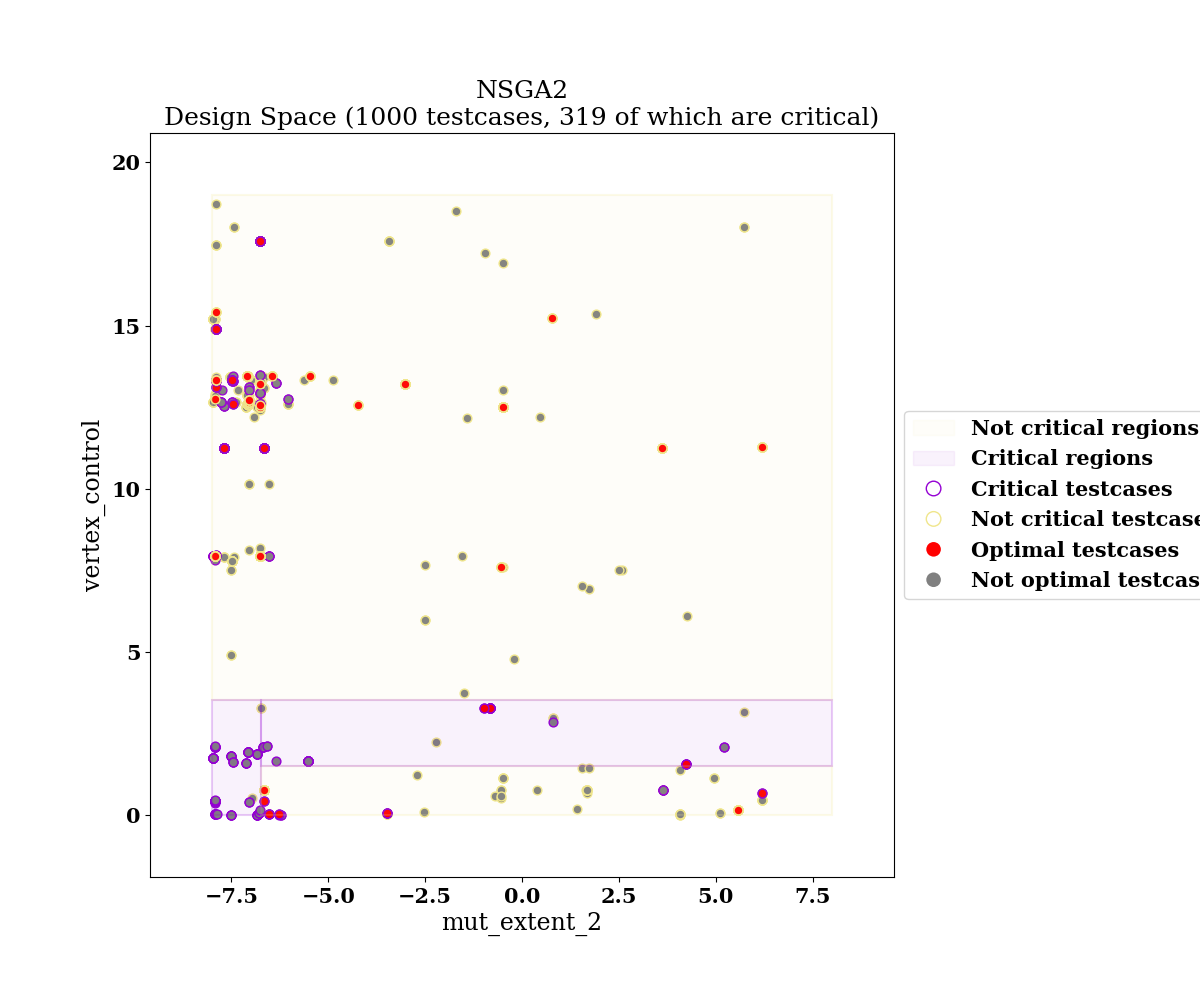 NSGA2
Design Space (1000 testcases, 319 of which are critical)
20
15
10
5
0
vertex_control
−7.5 −5.0 −2.5 0.0 2.5 5.0 7.5
mut_extent_2
Not critical regions
Critical regions
Critical testcases
Not critical testcase
Optimal testcases
Not optimal testcas